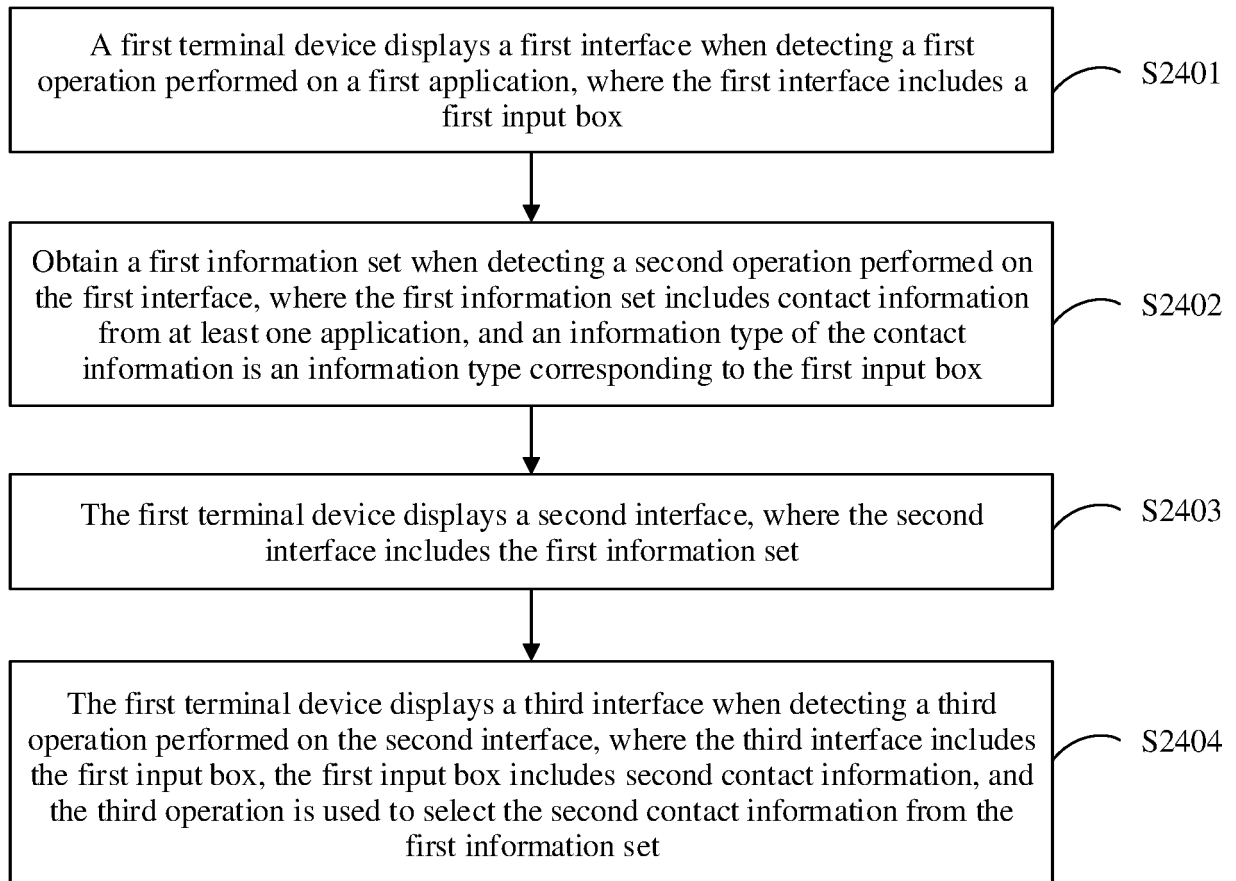 A first terminal device displays a first interface when detecting a first
operation performed on a first application, where the first interface includes a
first input box
S2401
Obtain a first information set when detecting a second operation performed on
the first interface, where the first information set includes contact information
from at least one application, and an information type of the contact
information is an information type corresponding to the first input box
S2402
The first terminal device displays a second interface, where the second
interface includes the first information set
S2403
The first terminal device displays a third interface when detecting a third
operation performed on the second interface, where the third interface includes
the first input box, the first input box includes second contact information, and
the third operation is used to select the second contact information from the
first information set
S2404